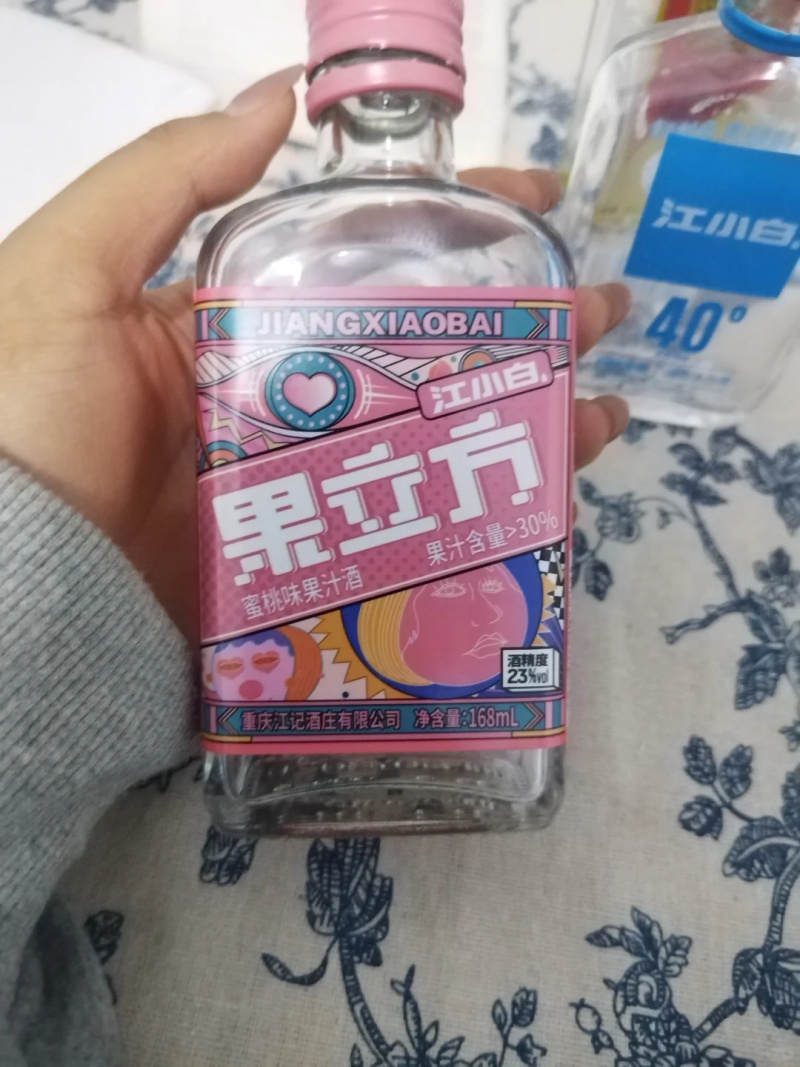 JIANGXIAOBAI
江小白
果立方
果汁含量>30%
蜜桃味果汁酒
酒精度
23%vol
重庆江记酒庄有限公司 净含量:168mL
江小白
40°